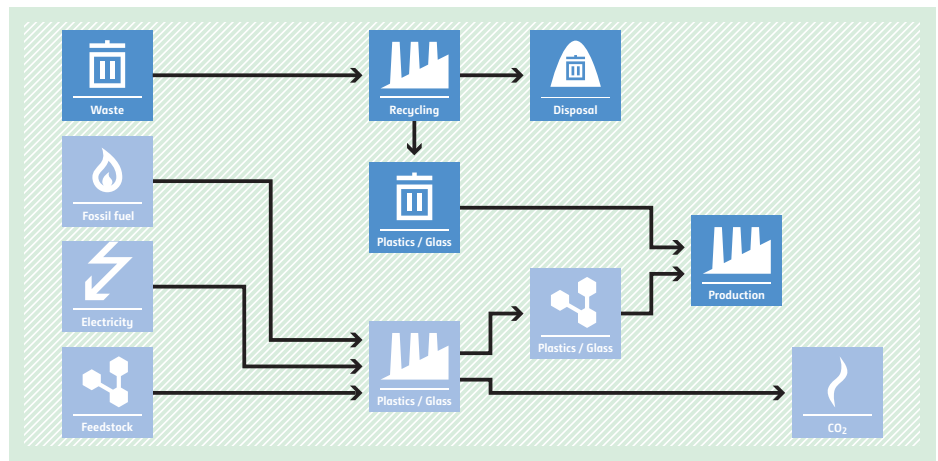 Waste
Recycling
Disposal
Fossil fuel
Plastics / Glass
Electricity
Production
Plastics / Glass
Plastics / Glass
Feedstock
CO₂